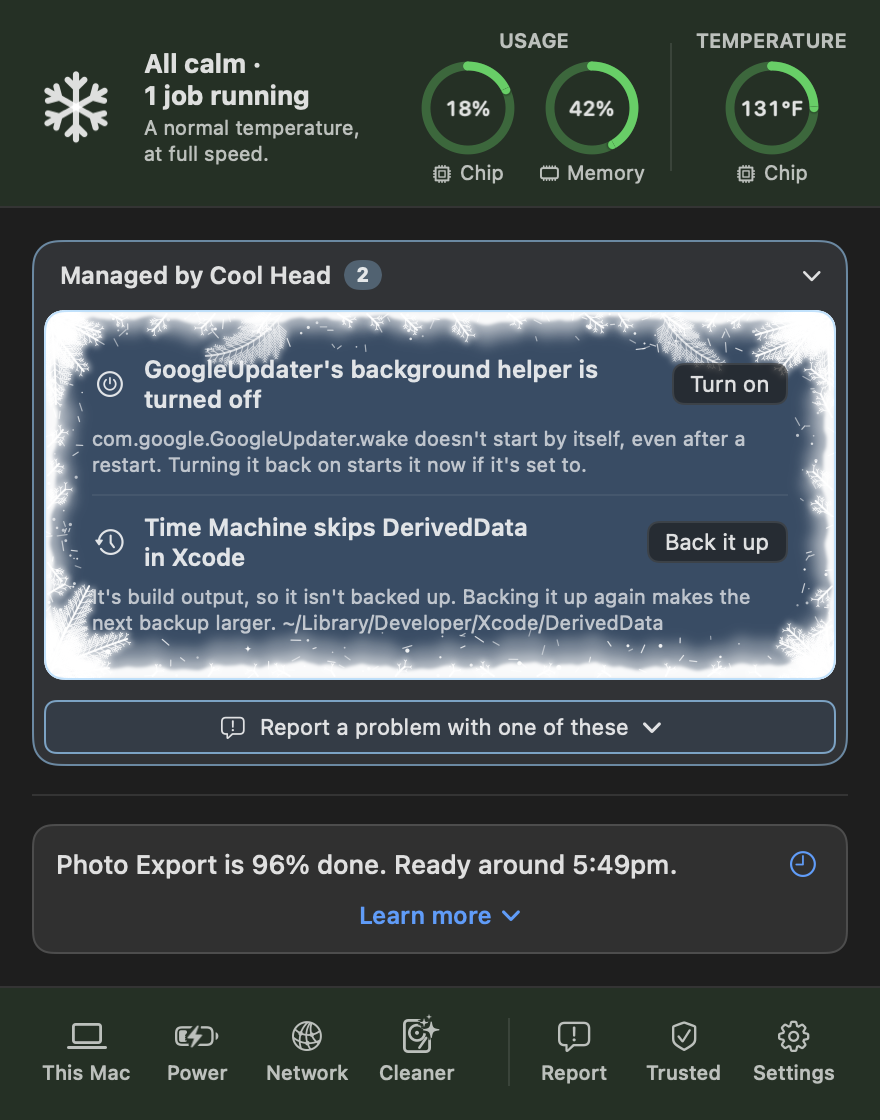 All calm ·
1 job running
A normal temperature,
at full speed.
USAGE
18%
Chip
42%
Memory
TEMPERATURE
131°F
Chip
Managed by Cool Head 2
GoogleUpdater's background helper is
turned off
Turn on
com.google.GoogleUpdater.wake doesn't start by itself, even after a
restart. Turning it back on starts it now if it's set to.
Time Machine skips DerivedData
in Xcode
Back it up
It's build output, so it isn't backed up. Backing it up again makes the
next backup larger. ~/Library/Developer/Xcode/DerivedData
Report a problem with one of these
Photo Export is 96% done. Ready around 5:49pm.
Learn more
This Mac
Power
Network
Cleaner
Report
Trusted
Settings